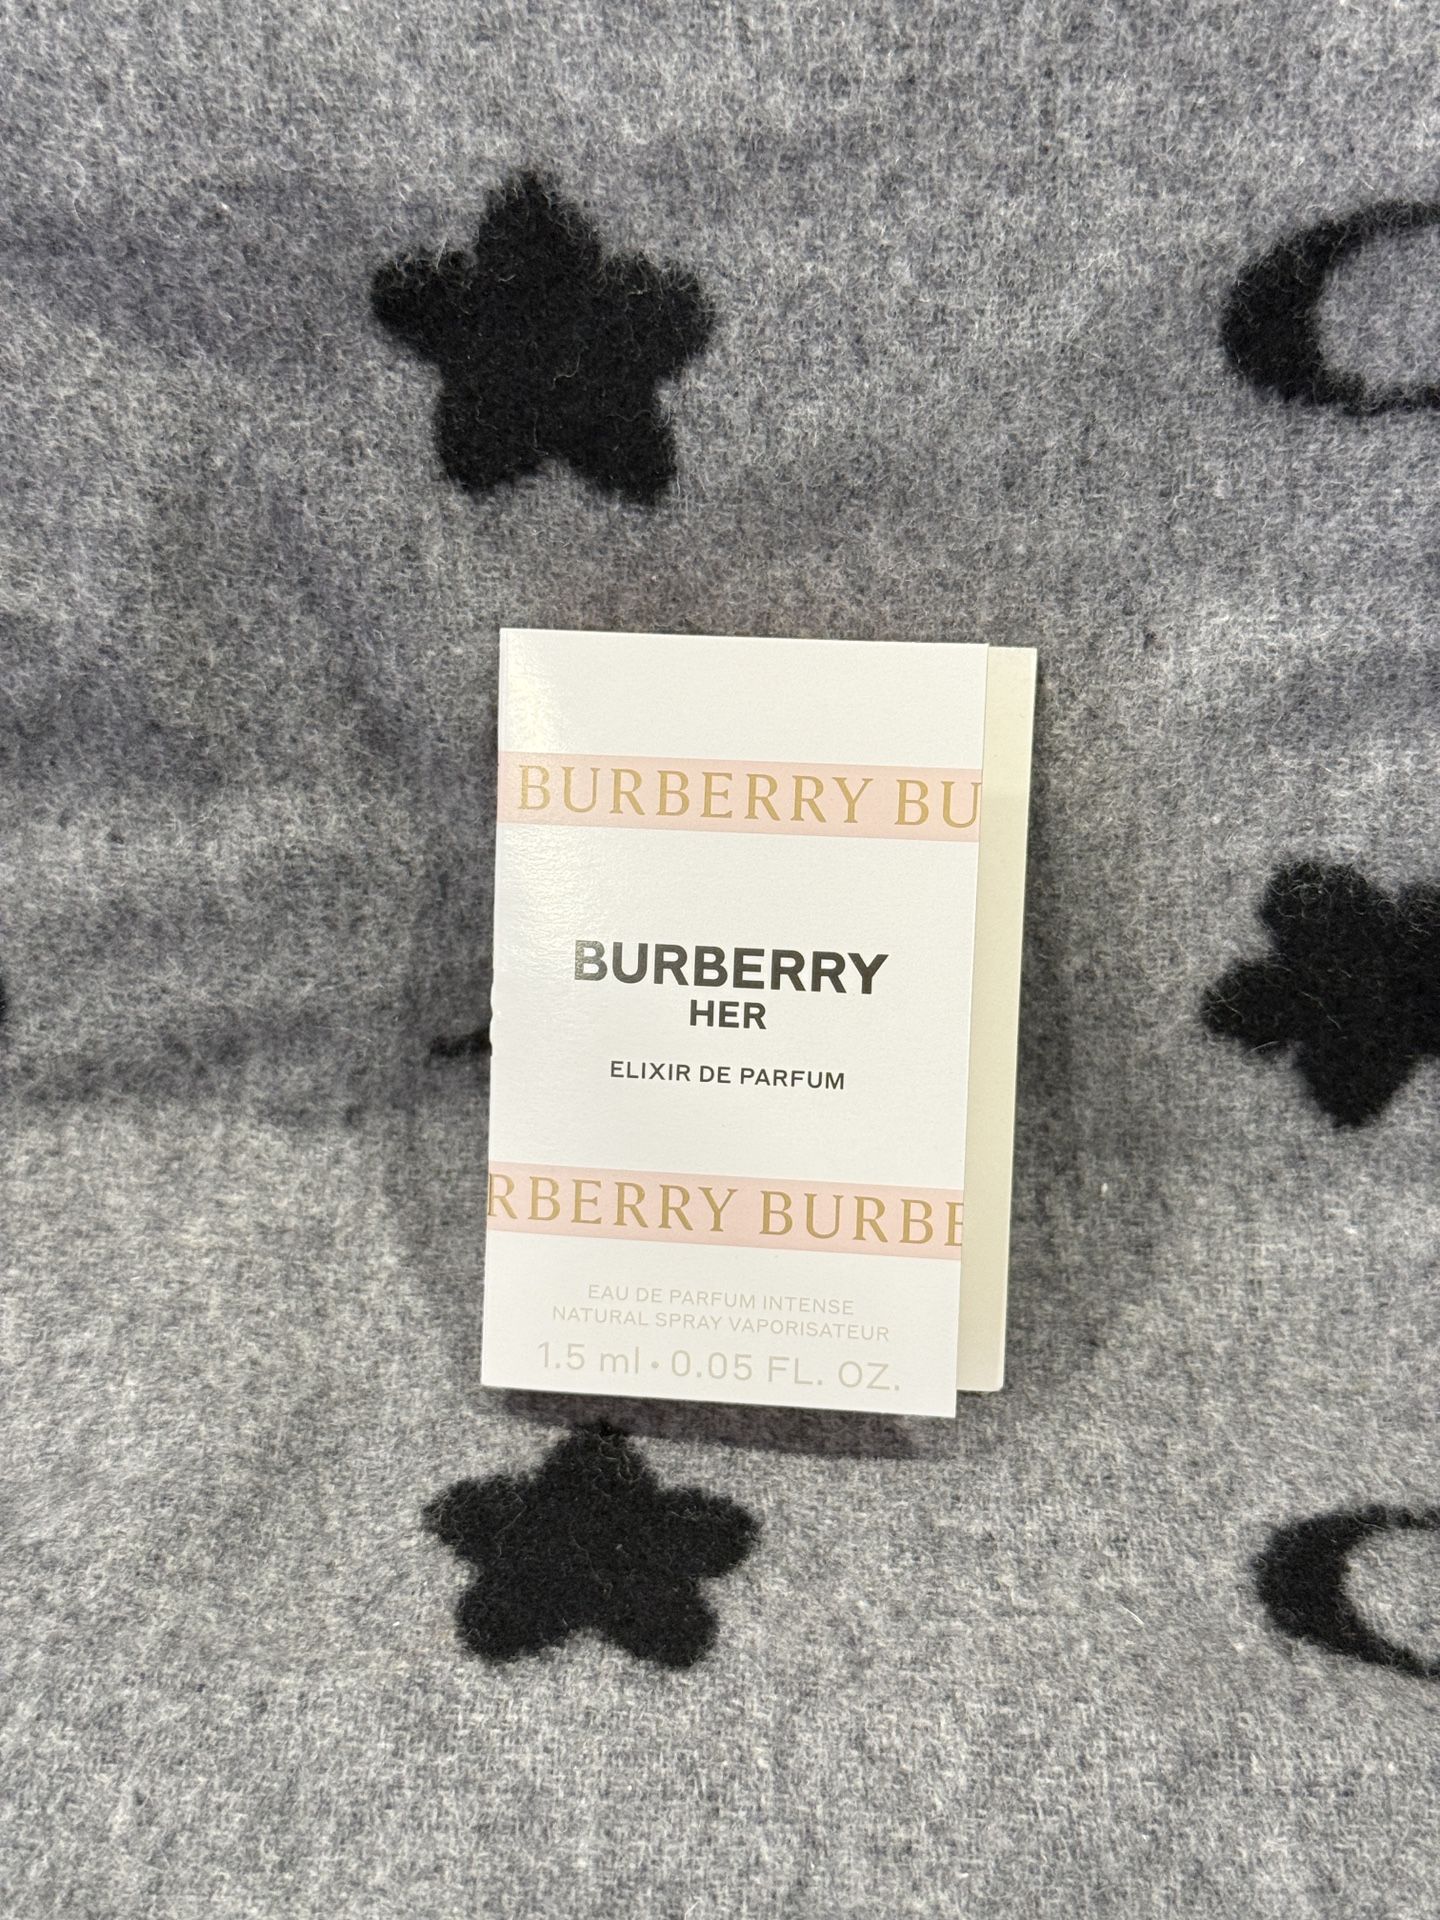 BURBERRY BU
BURBERRY
HER
ELIXIR DE PARFUM
RBERRY BURBE
EAU DE PARFUM INTENSE
NATURAL SPRAY VAPORISATEUR
1.5 ml • 0.05 FL. OZ.